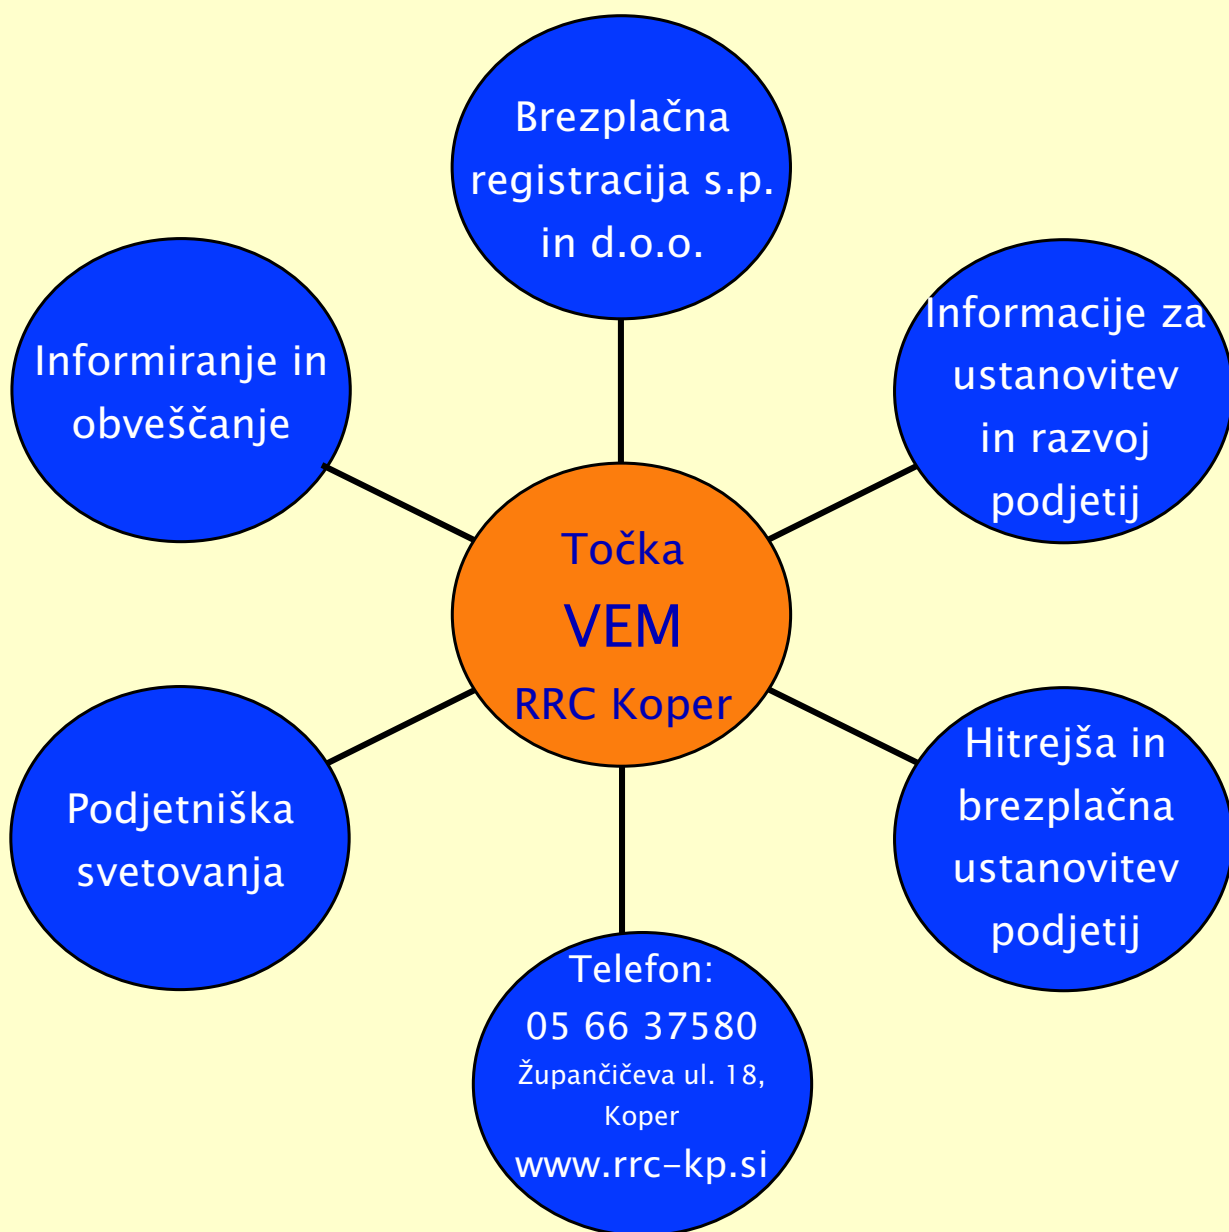 Brezplačna
registracija s.p.
in d.o.o.
Informiranje in
obveščanje
Informacije za
ustanovitev
in razvoj
podjetij
Točka
VEM
RRC Koper
Podjetniška
svetovanja
Hitrejša in
brezplačna
ustanovitev
podjetij
Telefon:
05 66 37580
Župančičeva ul. 18,
Koper
www.rrc-kp.si